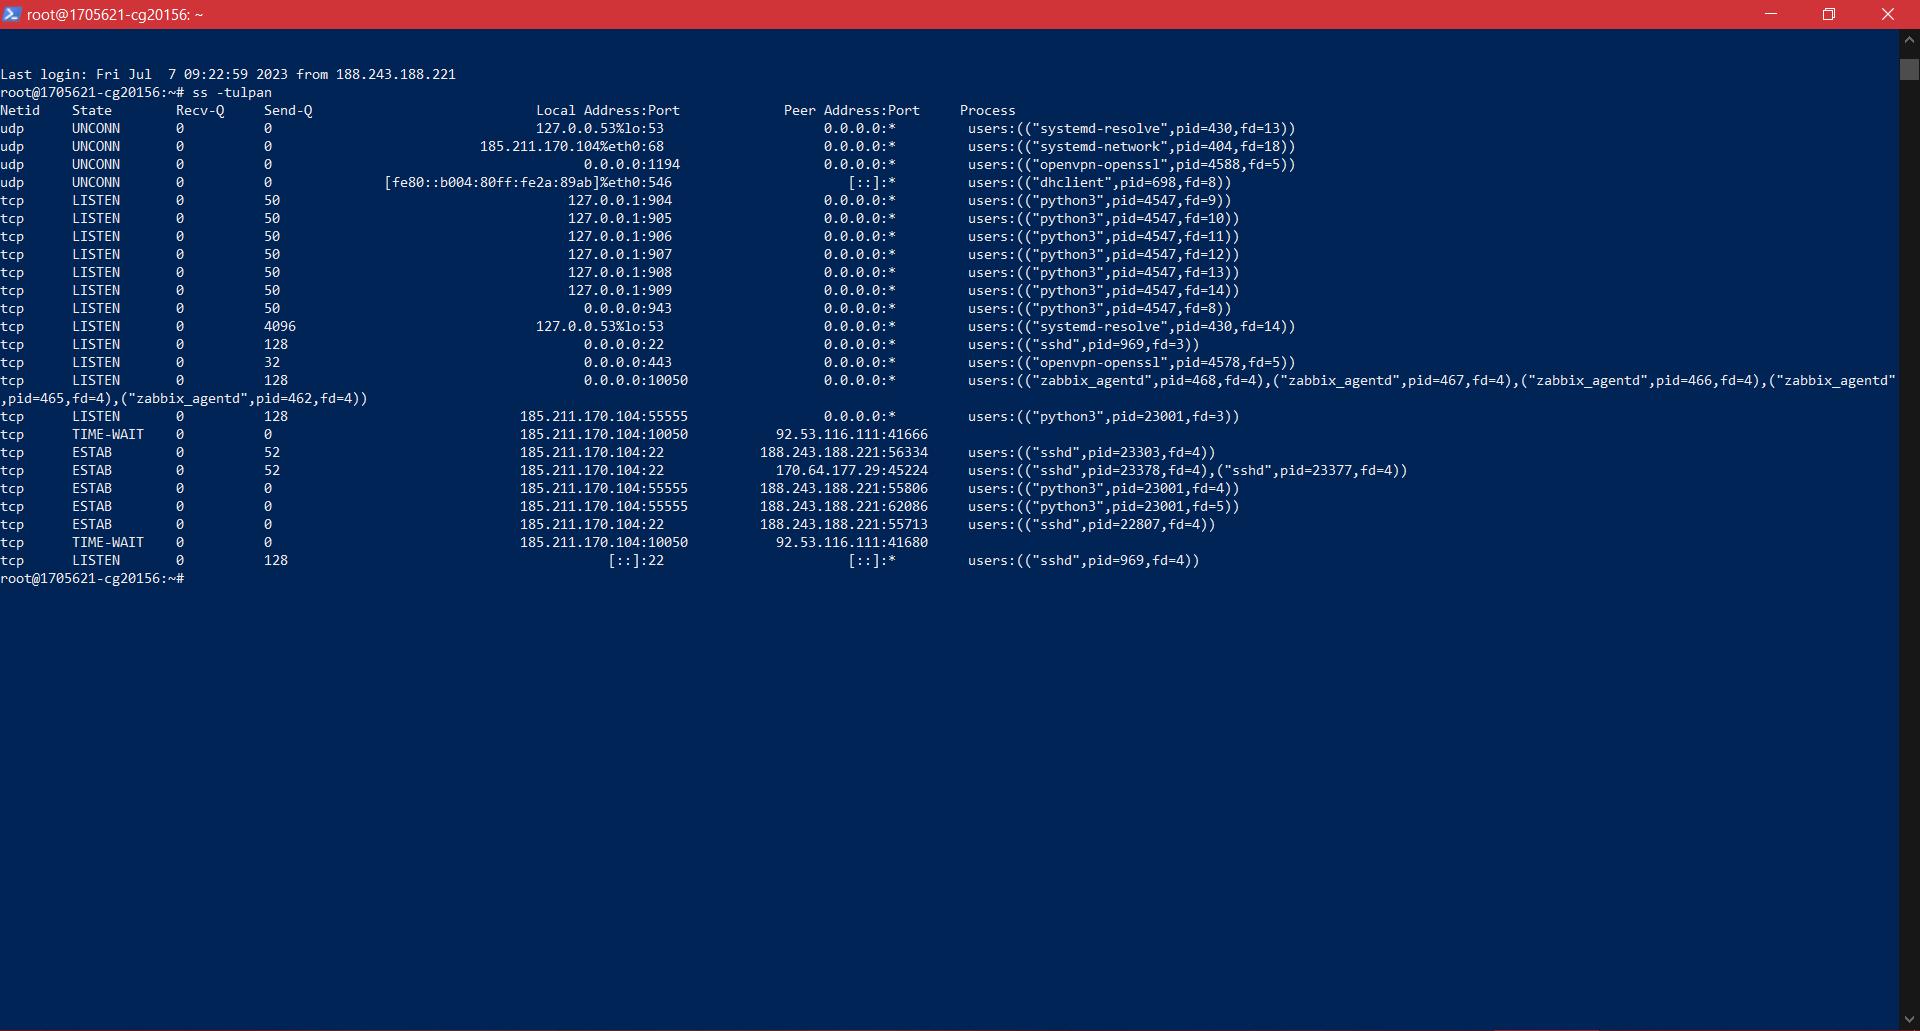 root@1705621-cg20156: ~
Last login: Fri Jul  7 09:22:59 2023 from 188.243.188.221
root@1705621-cg20156:~# ss -tulpan
Netid State Recv-Q Send-Q Local Address:Port Peer Address:Port Process
udp UNCONN 0 0 127.0.0.53%lo:53 0.0.0.0:* users:(("systemd-resolve",pid=430,fd=13))
udp UNCONN 0 0 185.211.170.104%eth0:68 0.0.0.0:* users:(("systemd-network",pid=404,fd=18))
udp UNCONN 0 0 0.0.0.0:1194 0.0.0.0:* users:(("openvpn-openssl",pid=4588,fd=5))
udp UNCONN 0 0 [fe80::b004:80ff:fe2a:89ab]%eth0:546 [::]:* users:(("dhclient",pid=698,fd=8))
tcp LISTEN 0 50 127.0.0.1:904 0.0.0.0:* users:(("python3",pid=4547,fd=9))
tcp LISTEN 0 50 127.0.0.1:905 0.0.0.0:* users:(("python3",pid=4547,fd=10))
tcp LISTEN 0 50 127.0.0.1:906 0.0.0.0:* users:(("python3",pid=4547,fd=11))
tcp LISTEN 0 50 127.0.0.1:907 0.0.0.0:* users:(("python3",pid=4547,fd=12))
tcp LISTEN 0 50 127.0.0.1:908 0.0.0.0:* users:(("python3",pid=4547,fd=13))
tcp LISTEN 0 50 127.0.0.1:909 0.0.0.0:* users:(("python3",pid=4547,fd=14))
tcp LISTEN 0 50 0.0.0.0:943 0.0.0.0:* users:(("python3",pid=4547,fd=8))
tcp LISTEN 0 4096 127.0.0.53%lo:53 0.0.0.0:* users:(("systemd-resolve",pid=430,fd=14))
tcp LISTEN 0 128 0.0.0.0:22 0.0.0.0:* users:(("sshd",pid=969,fd=3))
tcp LISTEN 0 32 0.0.0.0:443 0.0.0.0:* users:(("openvpn-openssl",pid=4578,fd=5))
tcp LISTEN 0 128 0.0.0.0:10050 0.0.0.0:* users:(("zabbix_agentd",pid=468,fd=4),("zabbix_agentd",pid=467,fd=4),("zabbix_agentd",pid=466,fd=4),("zabbix_agentd"
,pid=465,fd=4),("zabbix_agentd",pid=462,fd=4))
tcp LISTEN 0 128 185.211.170.104:55555 0.0.0.0:* users:(("python3",pid=23001,fd=3))
tcp TIME-WAIT 0 0 185.211.170.104:10050 92.53.116.111:41666
tcp ESTAB 0 52 185.211.170.104:22 188.243.188.221:56334 users:(("sshd",pid=23303,fd=4))
tcp ESTAB 0 52 185.211.170.104:22 170.64.177.29:45224 users:(("sshd",pid=23378,fd=4),("sshd",pid=23377,fd=4))
tcp ESTAB 0 0 185.211.170.104:55555 188.243.188.221:55806 users:(("python3",pid=23001,fd=4))
tcp ESTAB 0 0 185.211.170.104:55555 188.243.188.221:62086 users:(("python3",pid=23001,fd=5))
tcp ESTAB 0 0 185.211.170.104:22 188.243.188.221:55713 users:(("sshd",pid=22807,fd=4))
tcp TIME-WAIT 0 0 185.211.170.104:10050 92.53.116.111:41680
tcp LISTEN 0 128 [::]:22 [::]:* users:(("sshd",pid=969,fd=4))
root@1705621-cg20156:~#